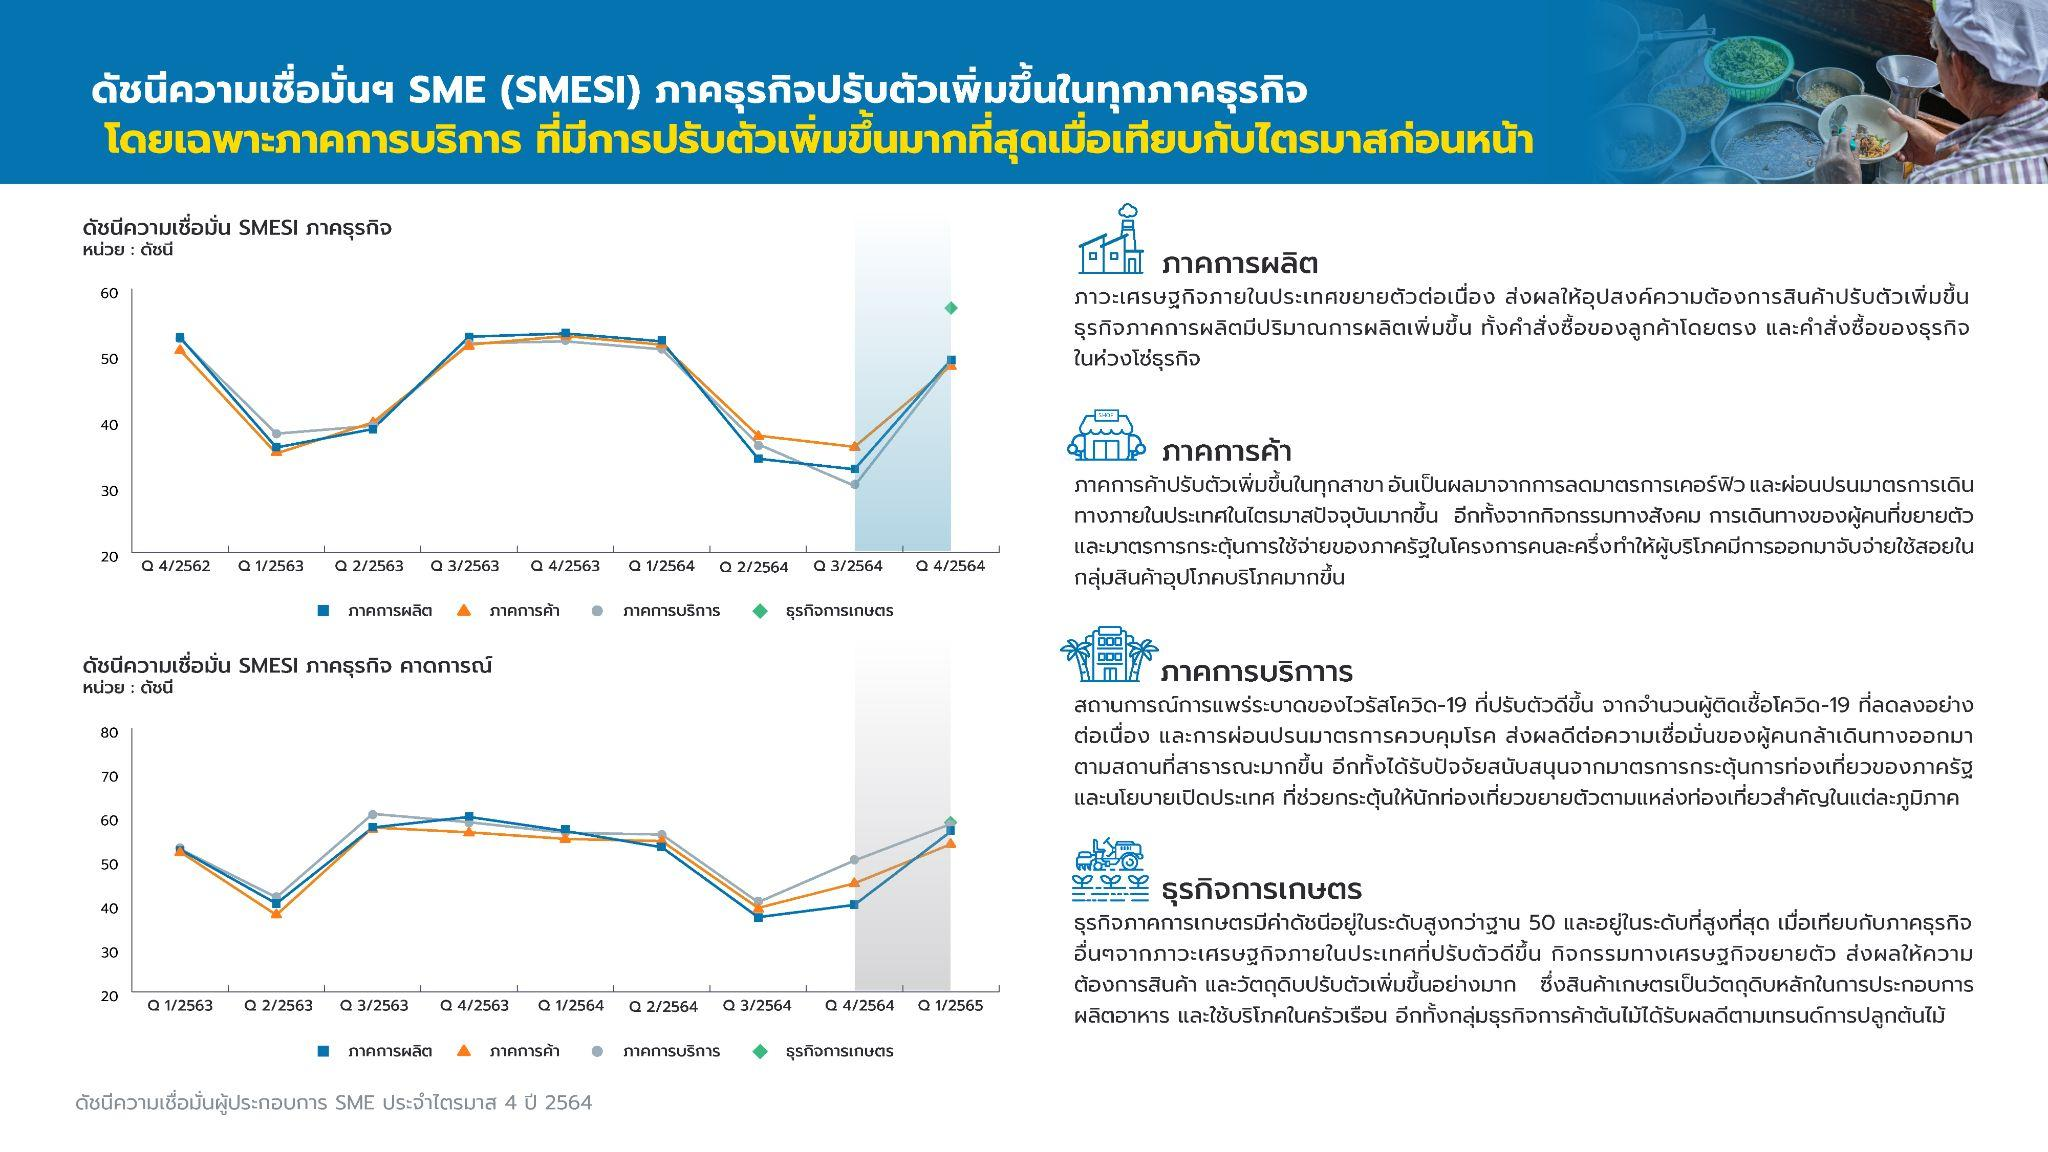 ดัชนีความเชื่อมั่นฯ SME (SMESI) ภาคธุรกิจปรับตัวเพิ่มขึ้นในทุกภาคธุรกิจ
โดยเฉพาะภาคการบริการ ที่มีการปรับตัวเพิ่มขึ้นมากที่สุดเมื่อเทียบกับไตรมาสก่อนหน้า
ดัชนีความเชื่อมั่น SMESI ภาคธุรกิจ
หน่วย : ดัชนี
60
50
40
30
20
Q 4/2562 Q 1/2563 Q 2/2563 Q 3/2563 Q 4/2563 Q 1/2564 Q 2/2564 Q 3/2564 Q 4/2564
ภาคการผลิต ภาคการค้า ภาคการบริการ ธุรกิจการเกษตร
ดัชนีความเชื่อมั่น SMESI ภาคธุรกิจ คาดการณ์
หน่วย : ดัชนี
80
70
60
50
40
30
20
Q 1/2563 Q 2/2563 Q 3/2563 Q 4/2563 Q 1/2564 Q 2/2564 Q 3/2564 Q 4/2564 Q 1/2565
ภาคการผลิต ภาคการค้า ภาคการบริการ ธุรกิจการเกษตร
ภาคการผลิต
ภาวะเศรษฐกิจภายในประเทศขยายตัวต่อเนื่อง ส่งผลให้อุปสงค์ความต้องการสินค้าปรับตัวเพิ่มขึ้น
ธุรกิจภาคการผลิตมีปริมาณการผลิตเพิ่มขึ้น ทั้งคำสั่งซื้อของลูกค้าโดยตรง และคำสั่งซื้อของธุรกิจ
ในห่วงโซ่ธุรกิจ
SHOP
ภาคการค้า
ภาคการค้าปรับตัวเพิ่มขึ้นในทุกสาขา อันเป็นผลมาจากการลดมาตรการเคอร์ฟิว และผ่อนปรนมาตรการเดิน
ทางภายในประเทศในไตรมาสปัจจุบันมากขึ้น อีกทั้งจากกิจกรรมทางสังคม การเดินทางของผู้คนที่ขยายตัว
และมาตรการกระตุ้นการใช้จ่ายของภาครัฐในโครงการคนละครึ่งทำให้ผู้บริโภคมีการออกมาจับจ่ายใช้สอยใน
กลุ่มสินค้าอุปโภคบริโภคมากขึ้น
ภาคการบริกาาร
สถานการณ์การแพร่ระบาดของไวรัสโควิด-19 ที่ปรับตัวดีขึ้น จากจำนวนผู้ติดเชื้อโควิด-19 ที่ลดลงอย่าง
ต่อเนื่อง และการผ่อนปรนมาตรการควบคุมโรค ส่งผลดีต่อความเชื่อมั่นของผู้คนกล้าเดินทางออกมา
ตามสถานที่สาธารณะมากขึ้น อีกทั้งได้รับปัจจัยสนับสนุนจากมาตรการกระตุ้นการท่องเที่ยวของภาครัฐ
และนโยบายเปิดประเทศ ที่ช่วยกระตุ้นให้นักท่องเที่ยวขยายตัวตามแหล่งท่องเที่ยวสำคัญในแต่ละภูมิภาค
ธุรกิจการเกษตร
ธุรกิจภาคการเกษตรมีค่าดัชนีอยู่ในระดับสูงกว่าฐาน 50 และอยู่ในระดับที่สูงที่สุด เมื่อเทียบกับภาคธุรกิจ
อื่นๆจากภาวะเศรษฐกิจภายในประเทศที่ปรับตัวดีขึ้น กิจกรรมทางเศรษฐกิจขยายตัว ส่งผลให้ความ
ต้องการสินค้า และวัตถุดิบปรับตัวเพิ่มขึ้นอย่างมาก ซึ่งสินค้าเกษตรเป็นวัตถุดิบหลักในการประกอบการ
ผลิตอาหาร และใช้บริโภคในครัวเรือน อีกทั้งกลุ่มธุรกิจการค้าต้นไม้ได้รับผลดีตามเทรนด์การปลูกต้นไม้
ดัชนีความเชื่อมั่นผู้ประกอบการ SME ประจำไตรมาส 4 ปี 2564